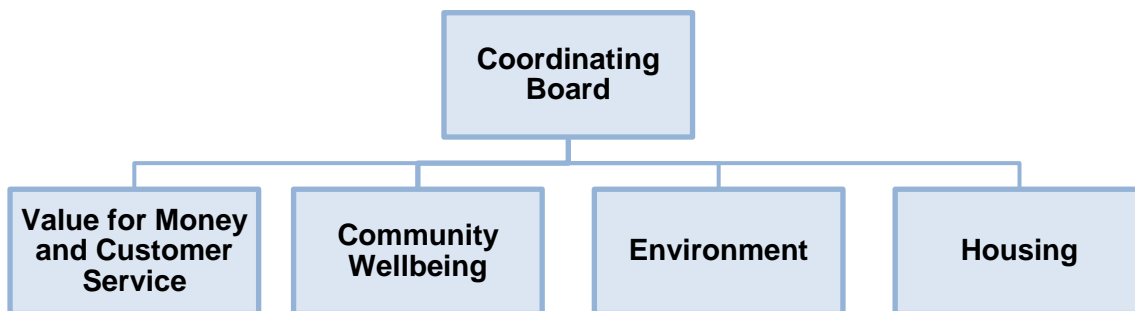 Coordinating
Board
Value for Money
and Customer
Service
Community
Wellbeing
Environment
Housing